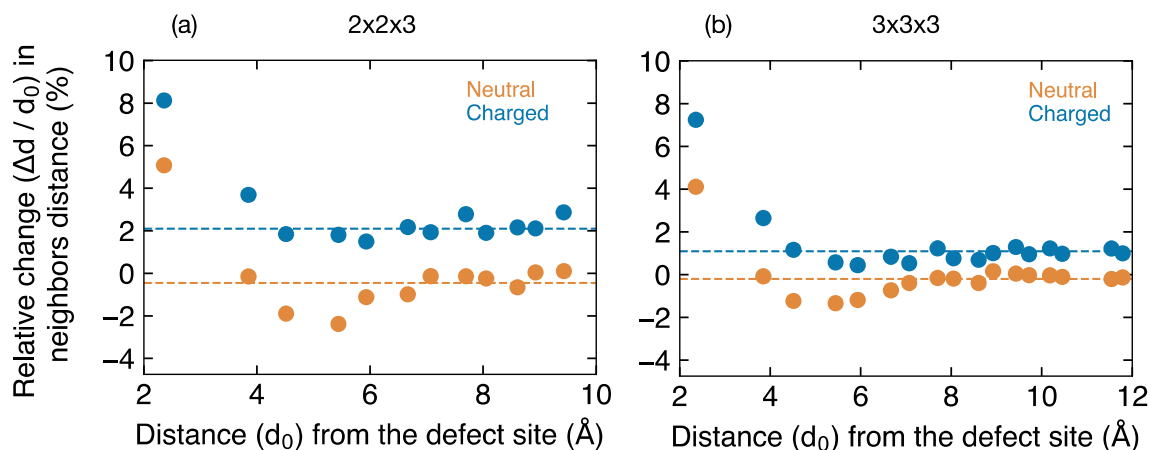 (a) 2x2x3
(b) 3x3x3
Relative change (Δd / d₀) in
neighbors distance (%)
10
8
6
4
2
0
−2
−4
Neutral
Charged
2 4 6 8 10
Distance (d₀) from the defect site (Å)
10
8
6
4
2
0
−2
−4
Neutral
Charged
2 4 6 8 10 12
Distance (d₀) from the defect site (Å)